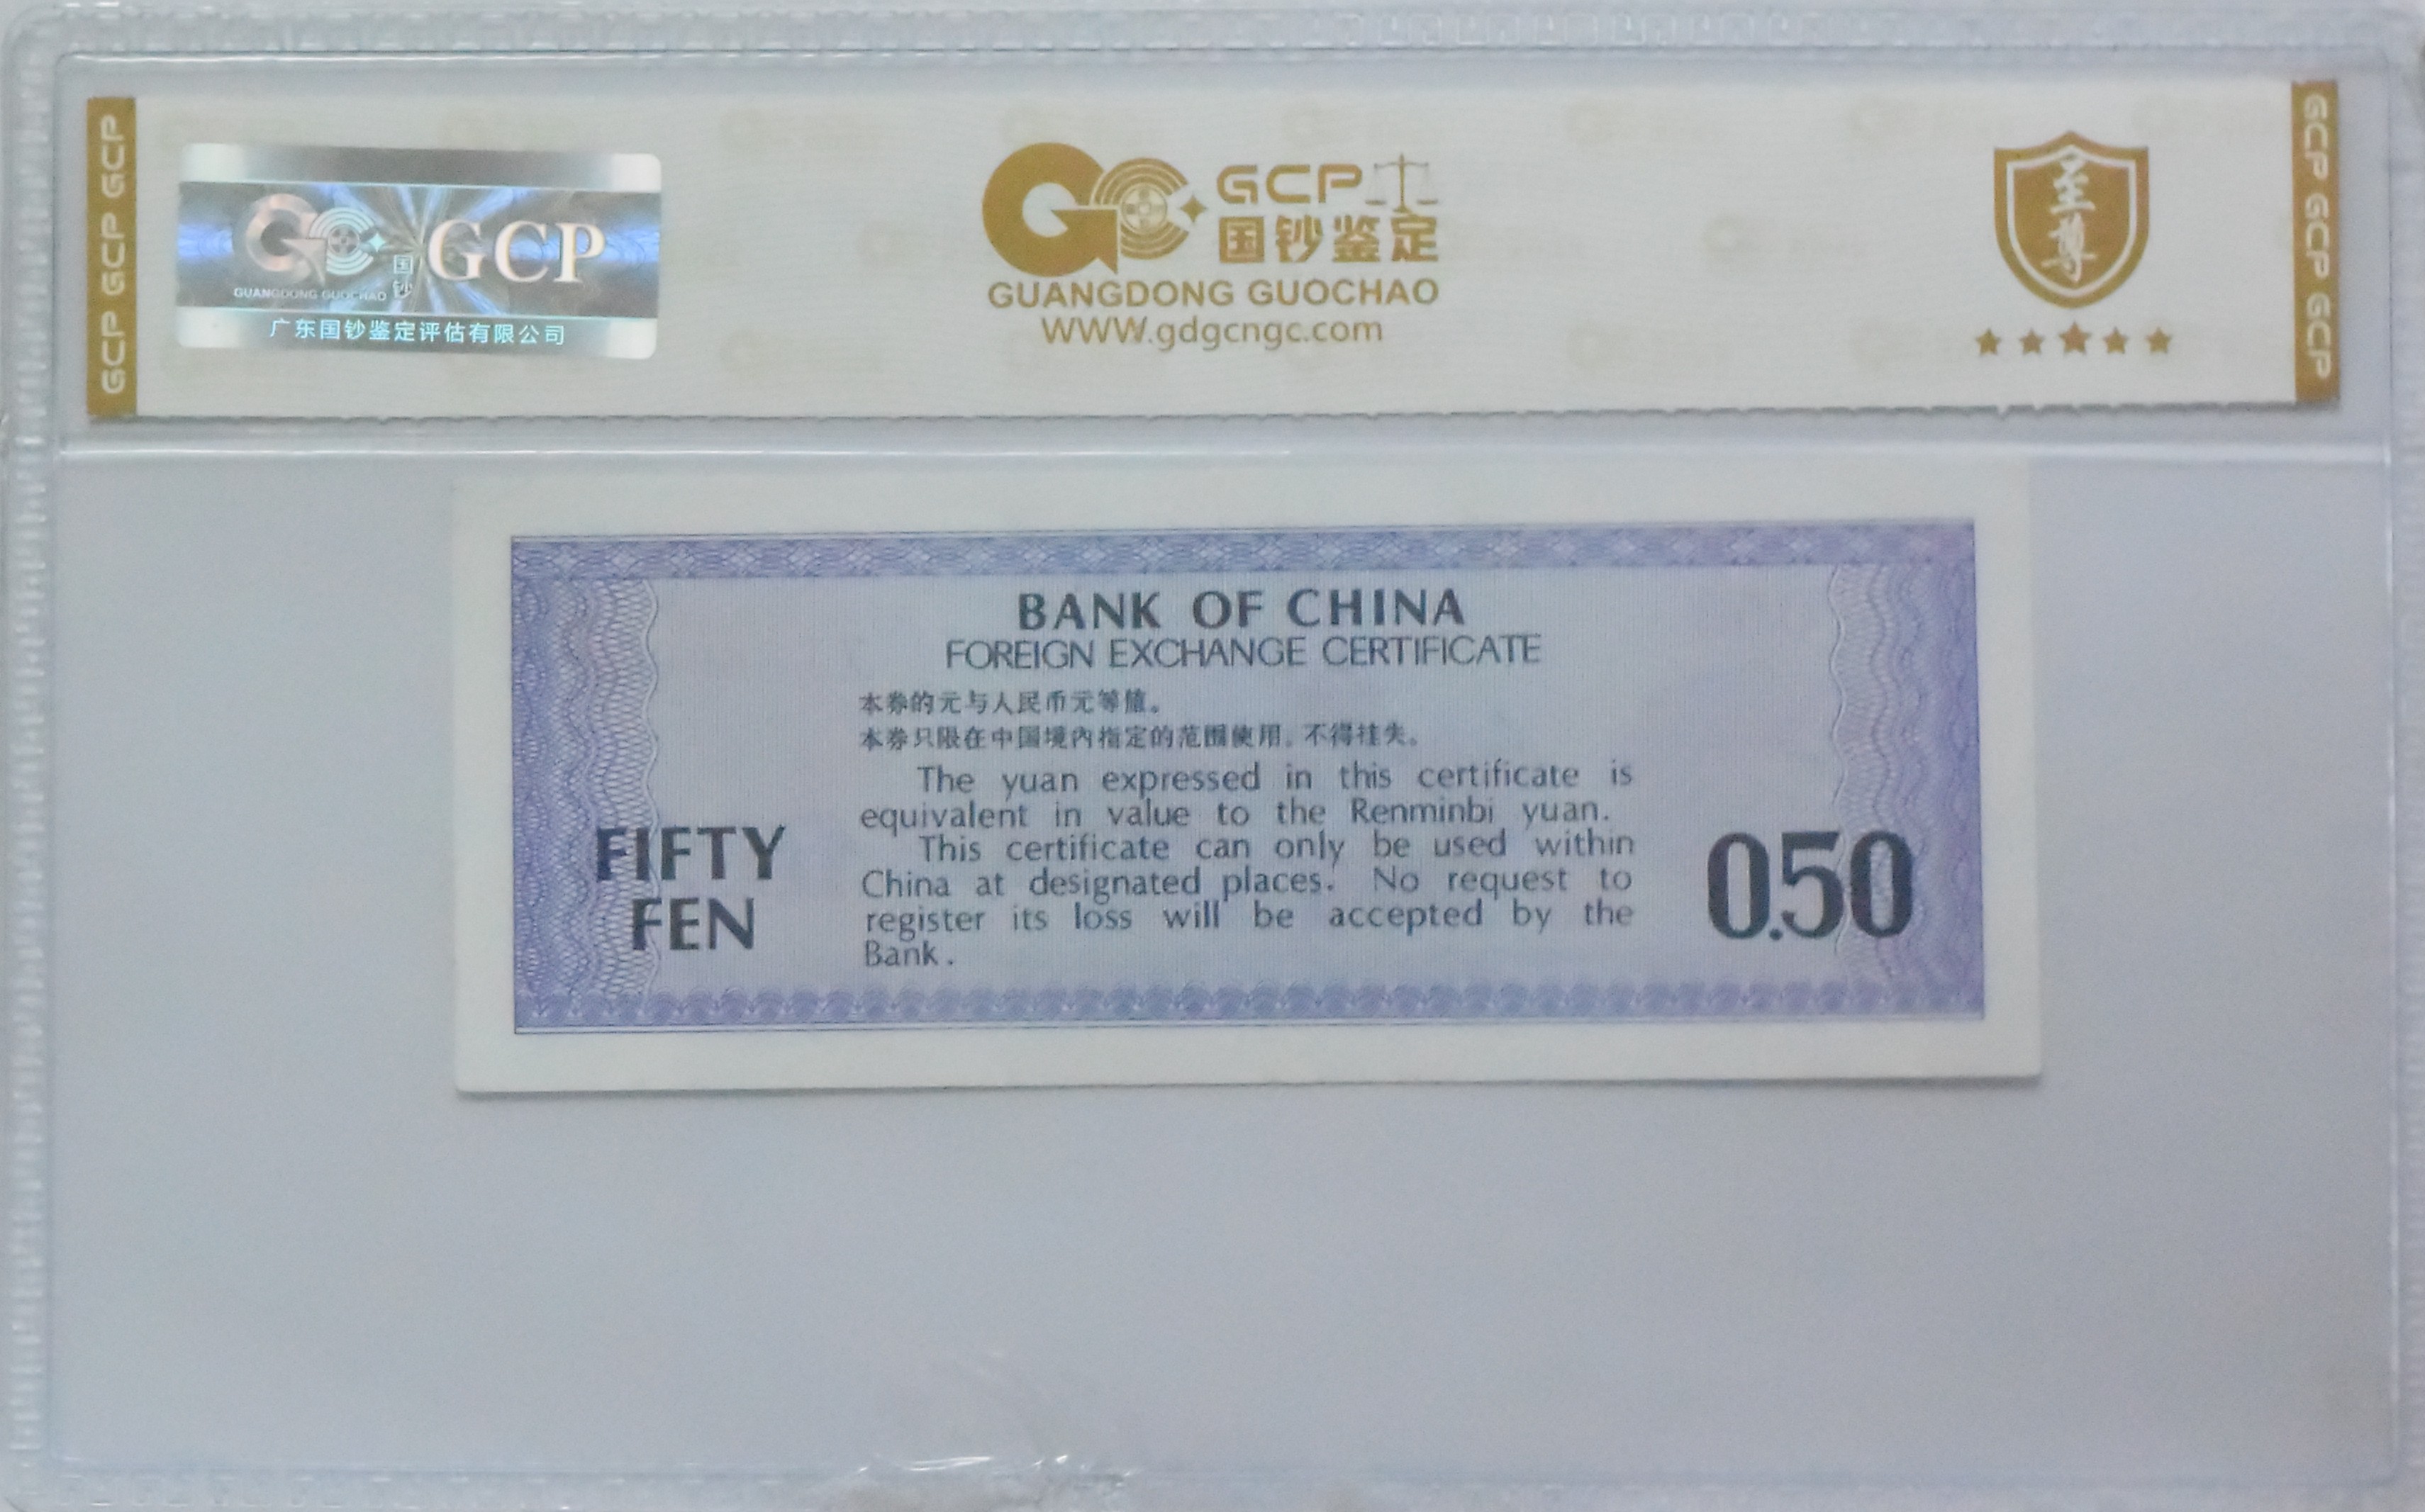 GCP GCP GCP
GUANGDONG GUOCHAO
国钞
GCP
广东国钞鉴定评估有限公司
GCP
国钞鉴定
GUANGDONG GUOCHAO
WWW.gdgcngc.com
至尊
GCP GCP GCP
BANK OF CHINA
FOREIGN EXCHANGE CERTIFICATE
本券的元与人民币元等值。
本券只限在中国境内指定的范围使用,不得挂失。
The yuan expressed in this certificate is
equivalent in value to the Renminbi yuan.
This certificate can only be used within
China at designated places. No request to
register its loss will be accepted by the
Bank.
FIFTY
FEN
0.50